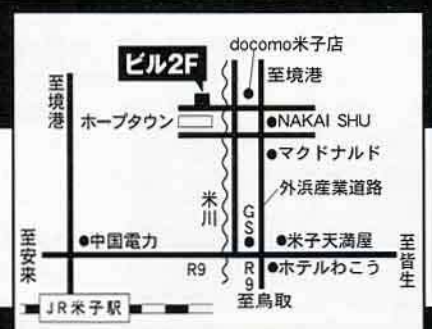 docomo米子店
ビル2F
至境港
至境港
ホープタウン
NAKAI SHU
マクドナルド
外浜産業道路
米川
GS
中国電力
米子天満屋
至安来
至皆生
R9
R9
ホテルわこう
至鳥取
JR米子駅